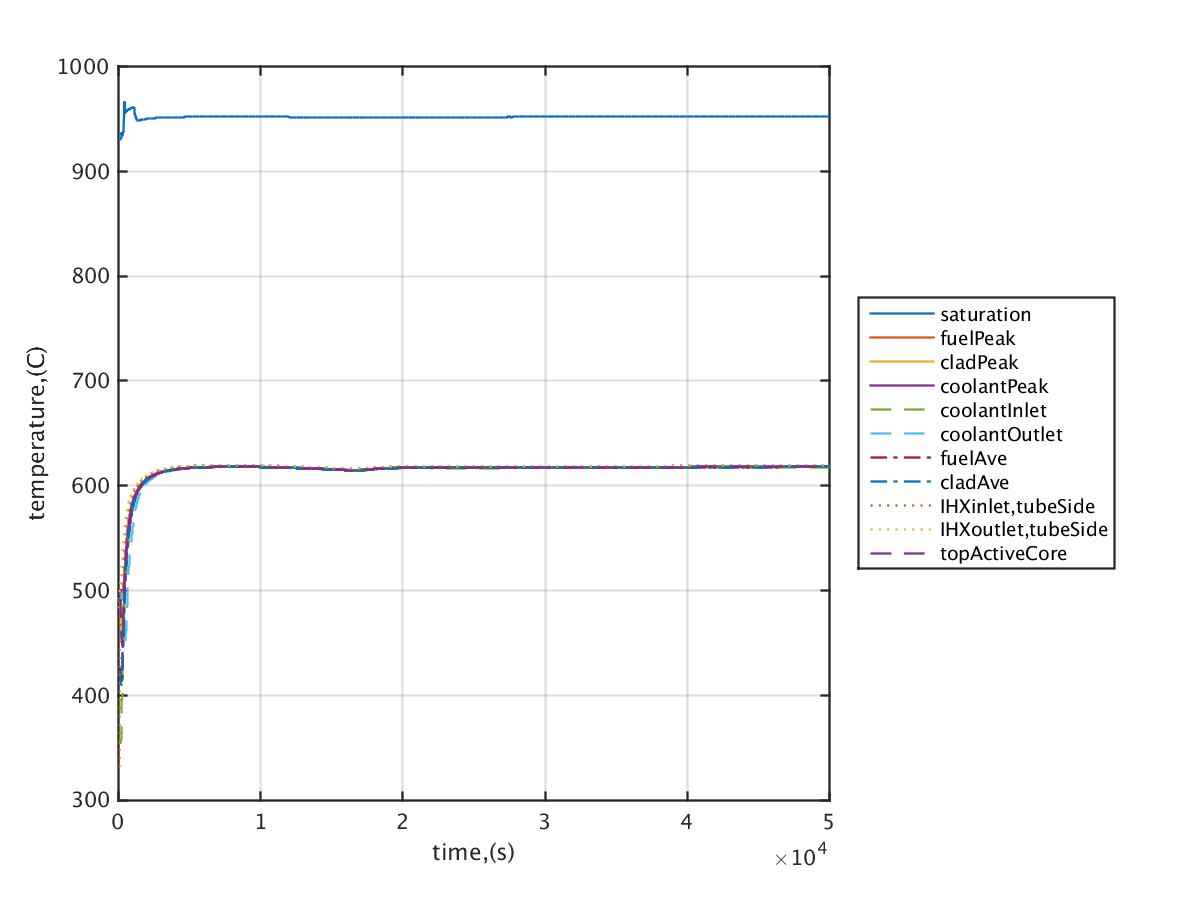 1000
900
800
700
600
500
400
300
temperature,(C)
0
1
2
3
4
5
×10^4
time,(s)
saturation
fuelPeak
cladPeak
coolantPeak
coolantInlet
coolantOutlet
fuelAve
cladAve
IHXinlet,tubeSide
IHXoutlet,tubeSide
topActiveCore